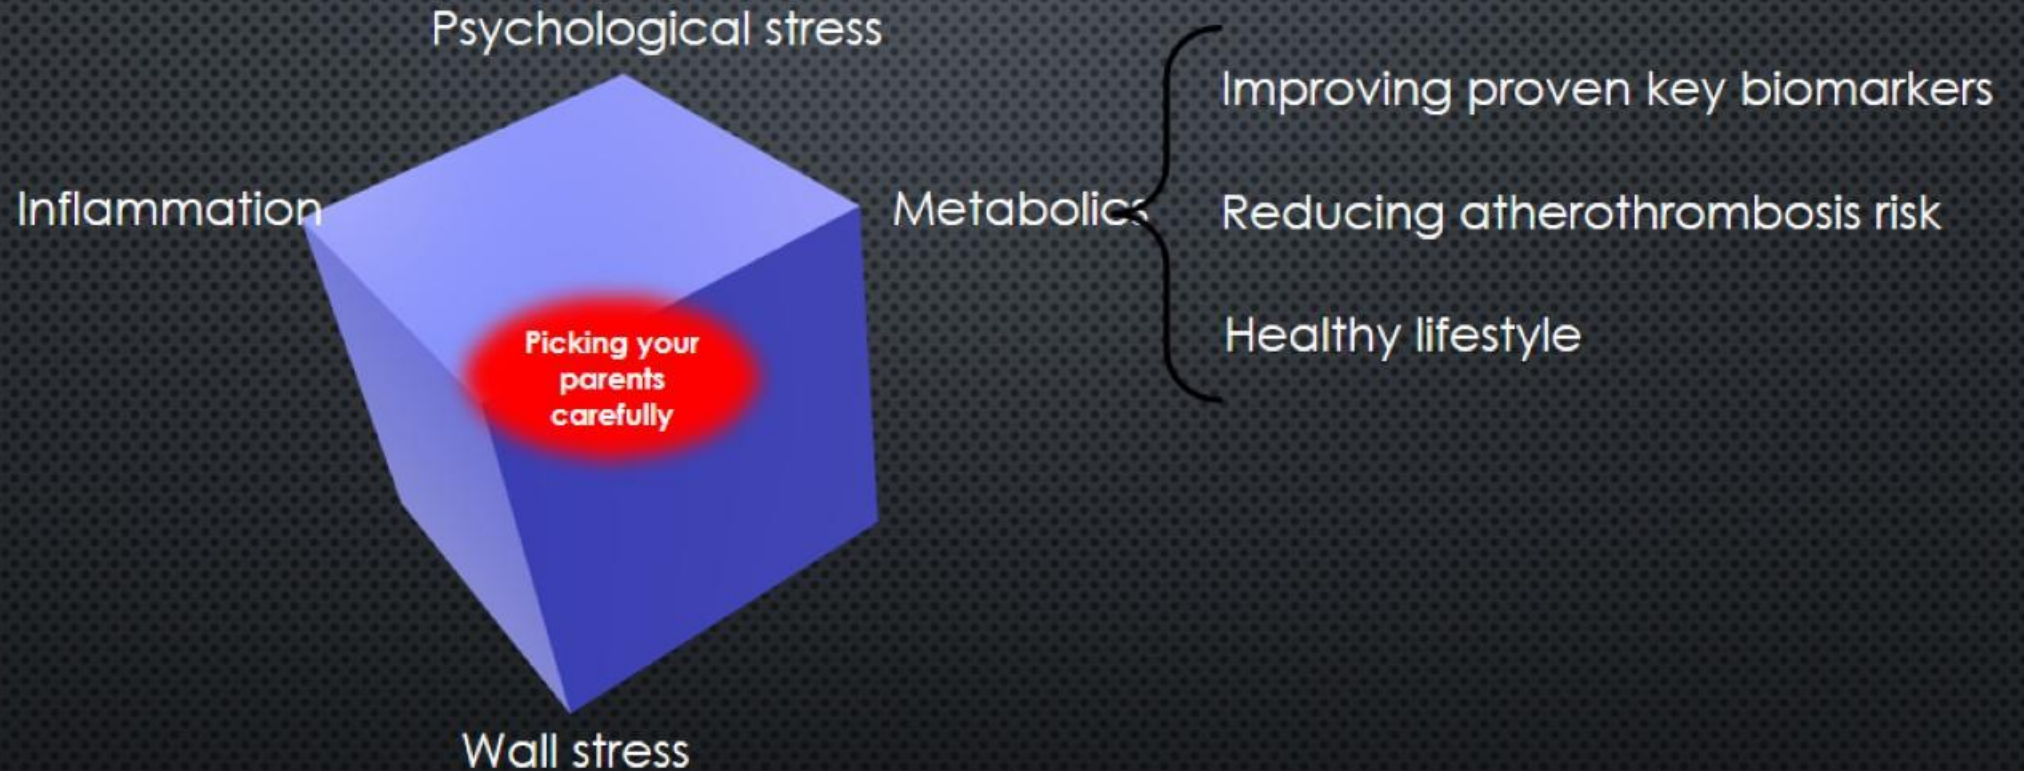 Psychological stress
Inflammation
Metabolics
Improving proven key biomarkers
Reducing atherothrombosis risk
Healthy lifestyle
Picking your
parents
carefully
Wall stress